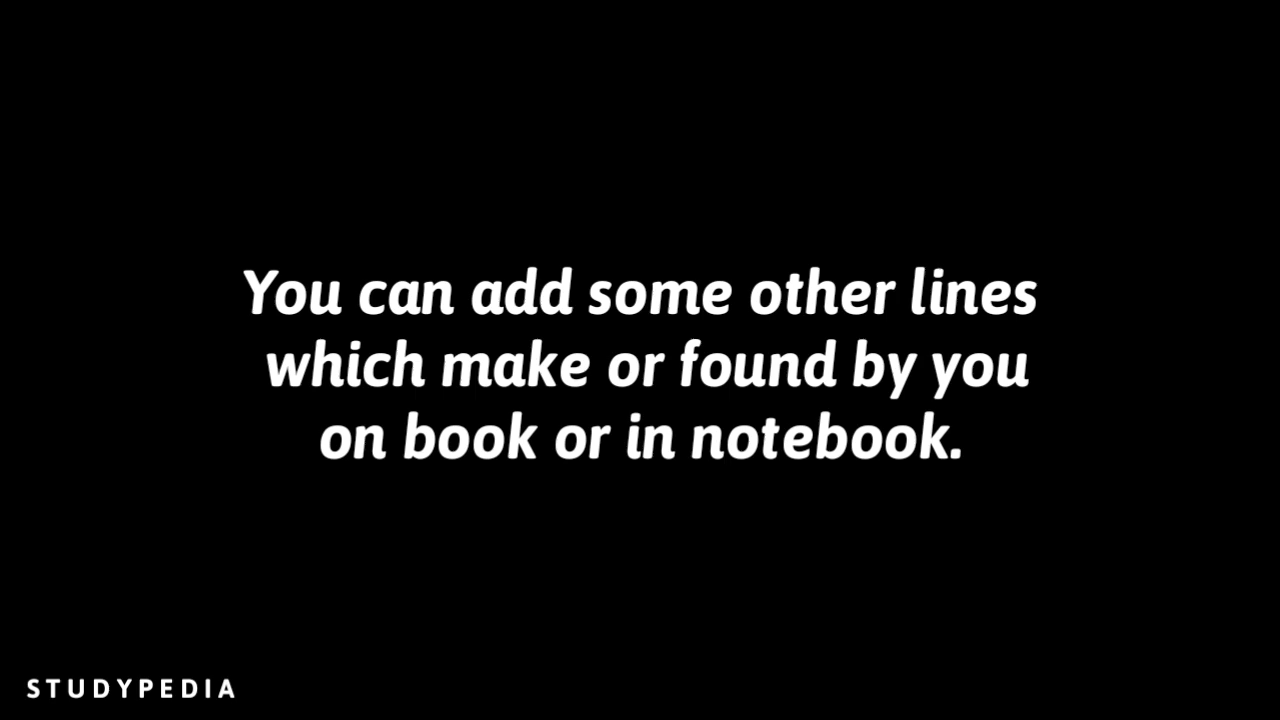 You can add some other lines
which make or found by you
on book or in notebook.
STUDYPEDIA